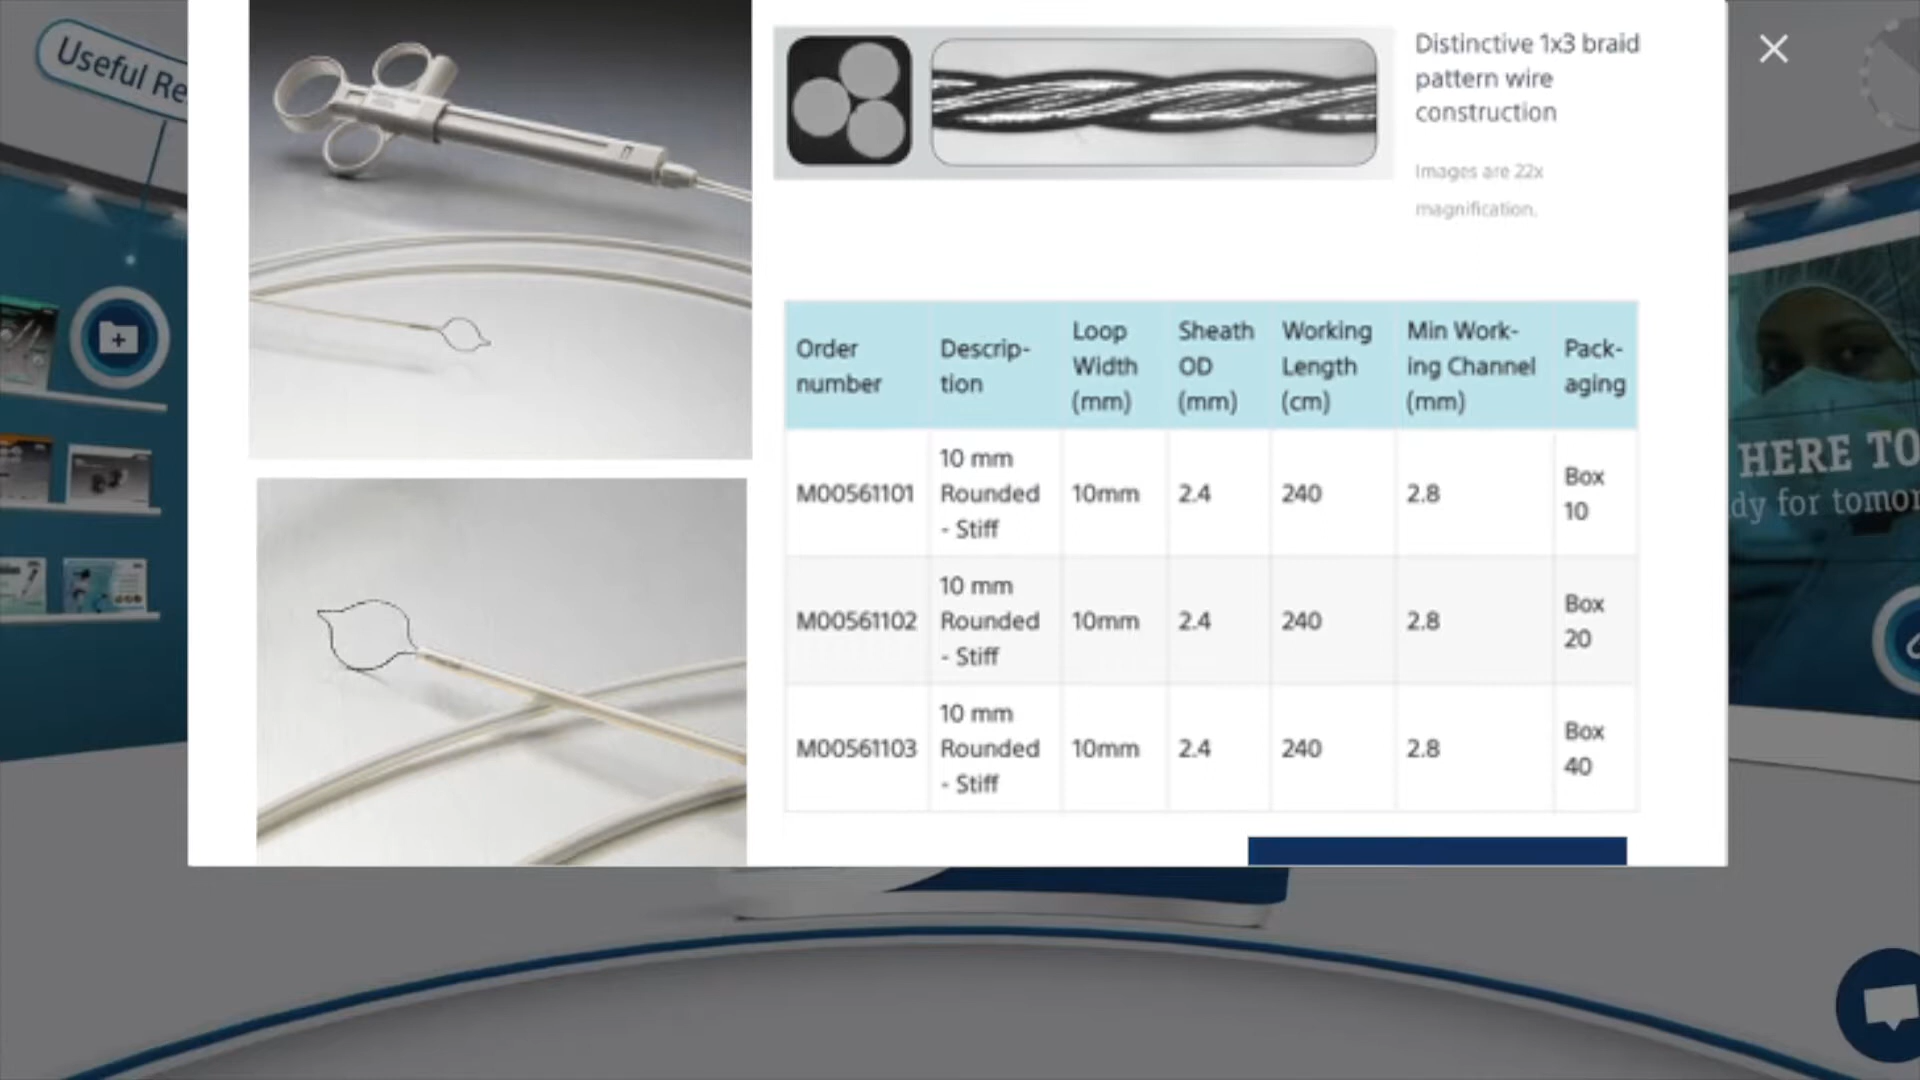 Useful Re
Distinctive 1x3 braid
pattern wire
construction
Images are 22x
magnification.
Order
number
Descrip-
tion
Loop
Width
(mm)
Sheath
OD
(mm)
Working
Length
(cm)
Min Work-
ing Channel
(mm)
Pack-
aging
M00561101
10 mm
Rounded
- Stiff
10mm
2.4
240
2.8
Box
10
M00561102
10 mm
Rounded
- Stiff
10mm
2.4
240
2.8
Box
20
M00561103
10 mm
Rounded
- Stiff
10mm
2.4
240
2.8
Box
40
HERE TO
dy for tomor